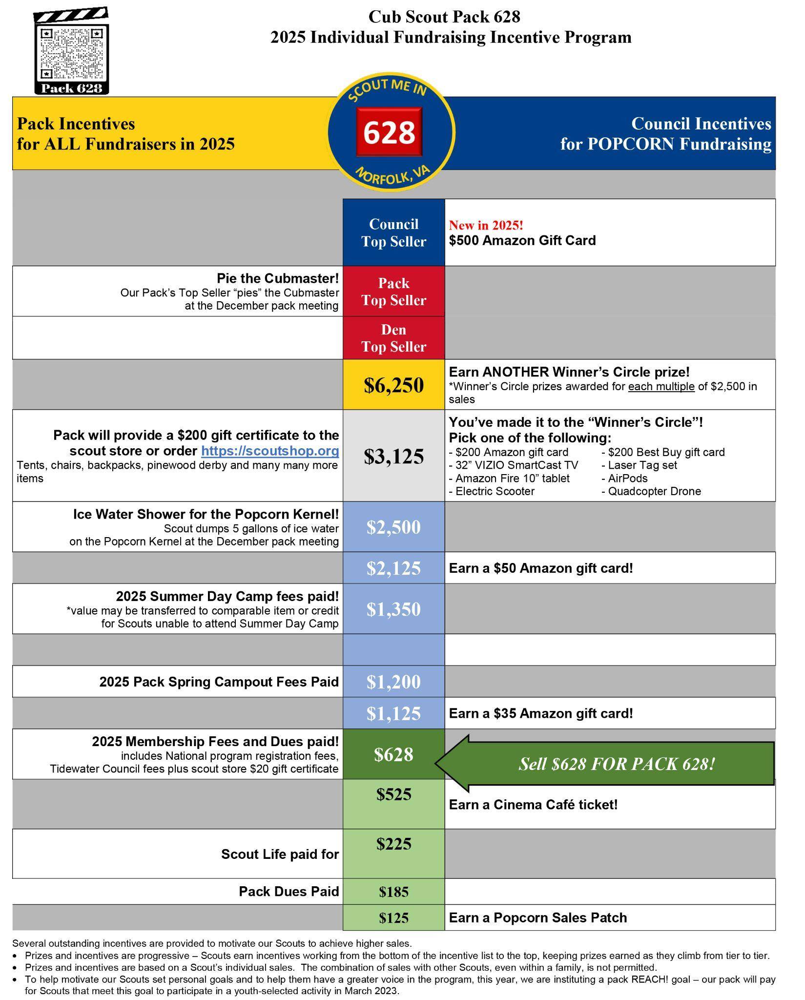 Cub Scout Pack 628
2025 Individual Fundraising Incentive Program
Pack 628
SCOUT ME IN
628
NORFOLK, VA
Pack Incentives
for ALL Fundraisers in 2025
Council Incentives
for POPCORN Fundraising
Council
Top Seller
New in 2025!
$500 Amazon Gift Card
Pie the Cubmaster!
Our Pack’s Top Seller “pies” the Cubmaster
at the December pack meeting
Pack
Top Seller
Den
Top Seller
$6,250
Earn ANOTHER Winner’s Circle prize!
*Winner’s Circle prizes awarded for each multiple of $2,500 in
sales
Pack will provide a $200 gift certificate to the
scout store or order https://scoutshop.org
Tents, chairs, backpacks, pinewood derby and many many more
items
$3,125
You’ve made it to the “Winner’s Circle”!
Pick one of the following:
- $200 Amazon gift card - $200 Best Buy gift card
- 32” VIZIO SmartCast TV - Laser Tag set
- Amazon Fire 10” tablet - AirPods
- Electric Scooter - Quadcopter Drone
Ice Water Shower for the Popcorn Kernel!
Scout dumps 5 gallons of ice water
on the Popcorn Kernel at the December pack meeting
$2,500
$2,125
Earn a $50 Amazon gift card!
2025 Summer Day Camp fees paid!
*value may be transferred to comparable item or credit
for Scouts unable to attend Summer Day Camp
$1,350
2025 Pack Spring Campout Fees Paid
$1,200
$1,125
Earn a $35 Amazon gift card!
2025 Membership Fees and Dues paid!
includes National program registration fees,
Tidewater Council fees plus scout store $20 gift certificate
$628
Sell $628 FOR PACK 628!
$525
Earn a Cinema Café ticket!
Scout Life paid for
$225
Pack Dues Paid
$185
$125
Earn a Popcorn Sales Patch
Several outstanding incentives are provided to motivate our Scouts to achieve higher sales.
• Prizes and incentives are progressive – Scouts earn incentives working from the bottom of the incentive list to the top, keeping prizes earned as they climb from tier to tier.
• Prizes and incentives are based on a Scout’s individual sales. The combination of sales with other Scouts, even within a family, is not permitted.
• To help motivate our Scouts set personal goals and to help them have a greater voice in the program, this year, we are instituting a pack REACH! goal – our pack will pay
for Scouts that meet this goal to participate in a youth-selected activity in March 2023.